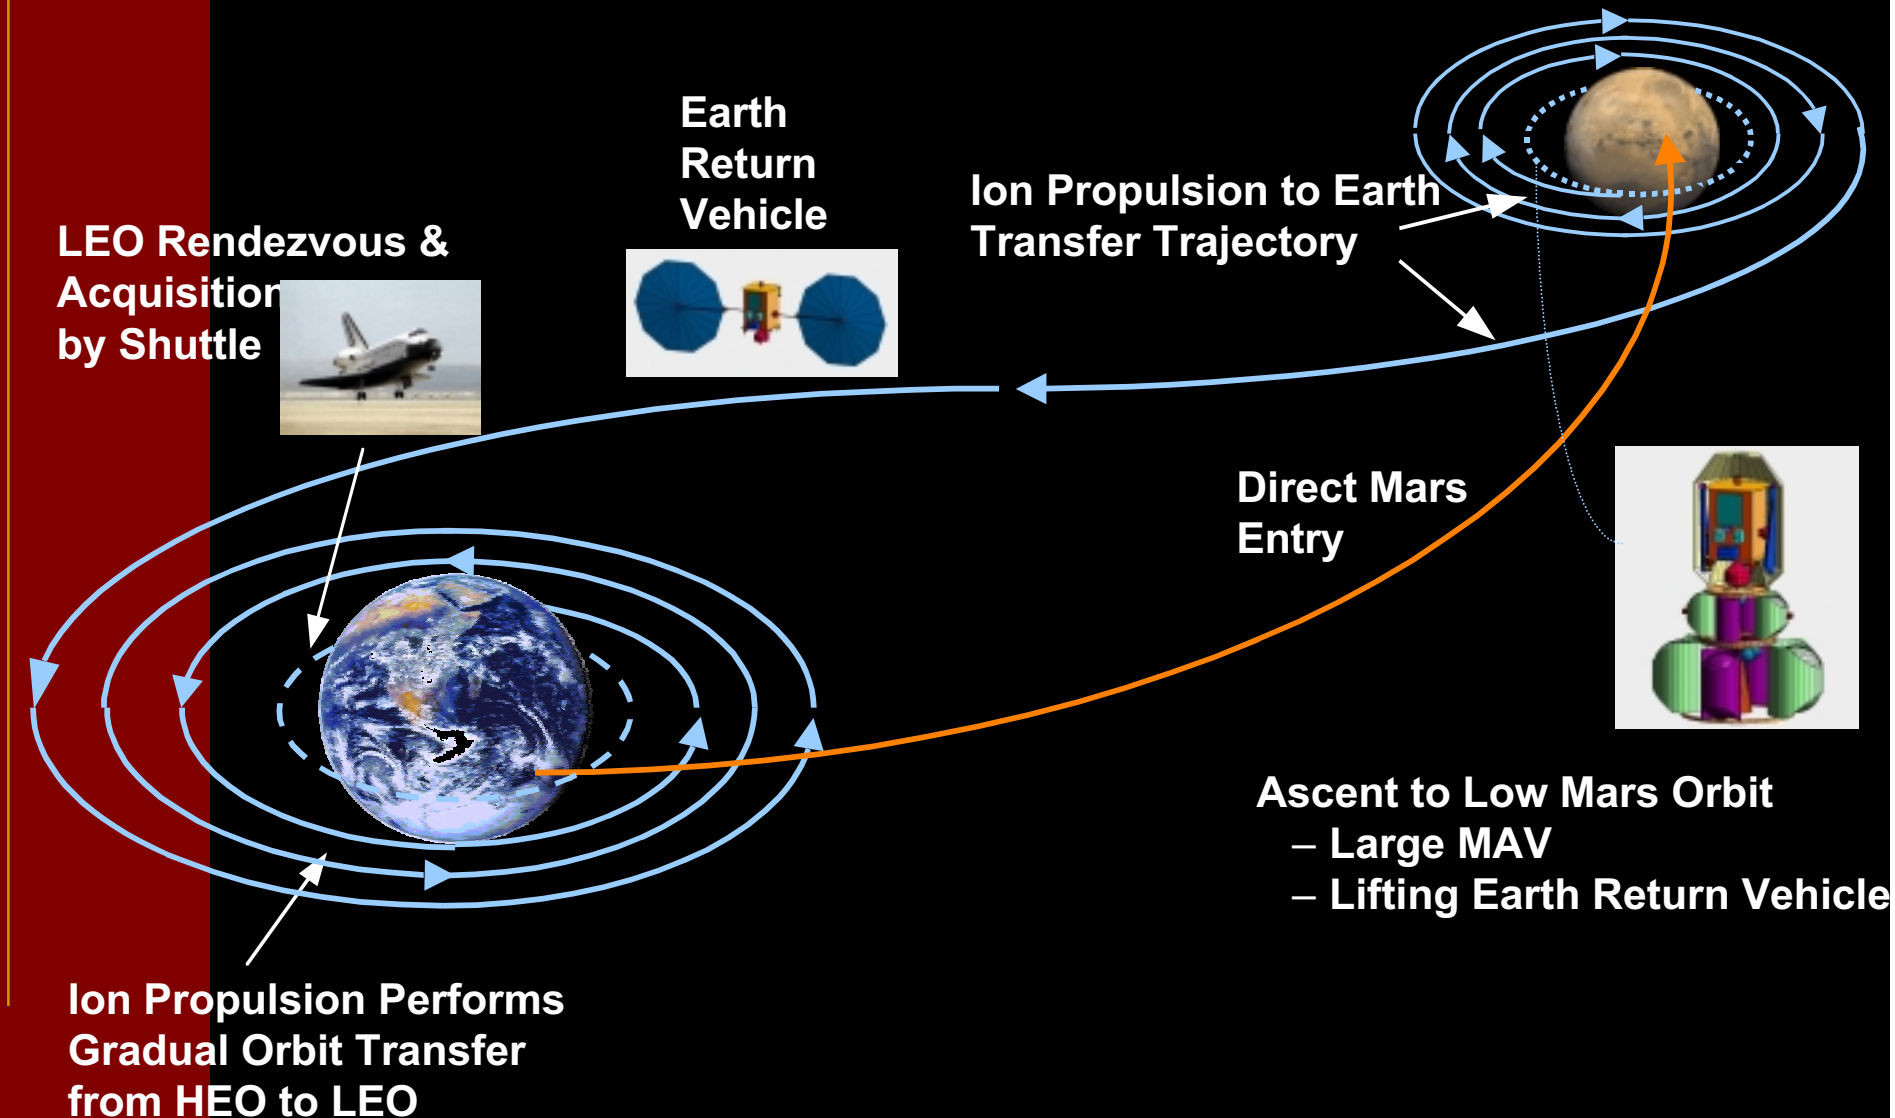 Earth
Return
Vehicle
Ion Propulsion to Earth
Transfer Trajectory
LEO Rendezvous &
Acquisition
by Shuttle
Direct Mars
Entry
Ascent to Low Mars Orbit
– Large MAV
– Lifting Earth Return Vehicle
Ion Propulsion Performs
Gradual Orbit Transfer
from HEO to LEO